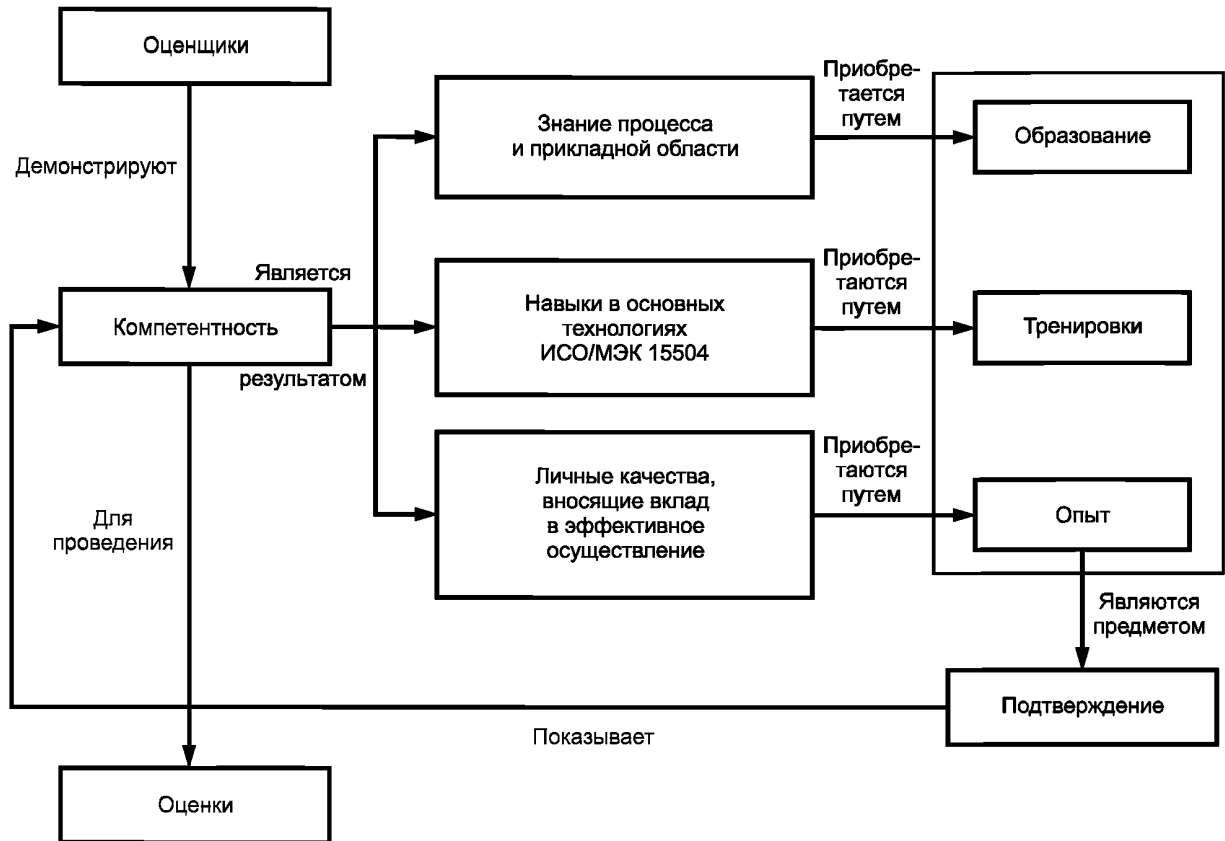 Оценщики
Демонстрируют
Является
Компетентность
результатом
Для
проведения
Оценки
Знание процесса
и прикладной области
Навыки в основных
технологиях
ИСО/МЭК 15504
Личные качества,
вносящие вклад
в эффективное
осуществление
Приобре-
тается
путем
Приобре-
таются
путем
Приобре-
таются
путем
Образование
Тренировки
Опыт
Являются
предметом
Подтверждение
Показывает